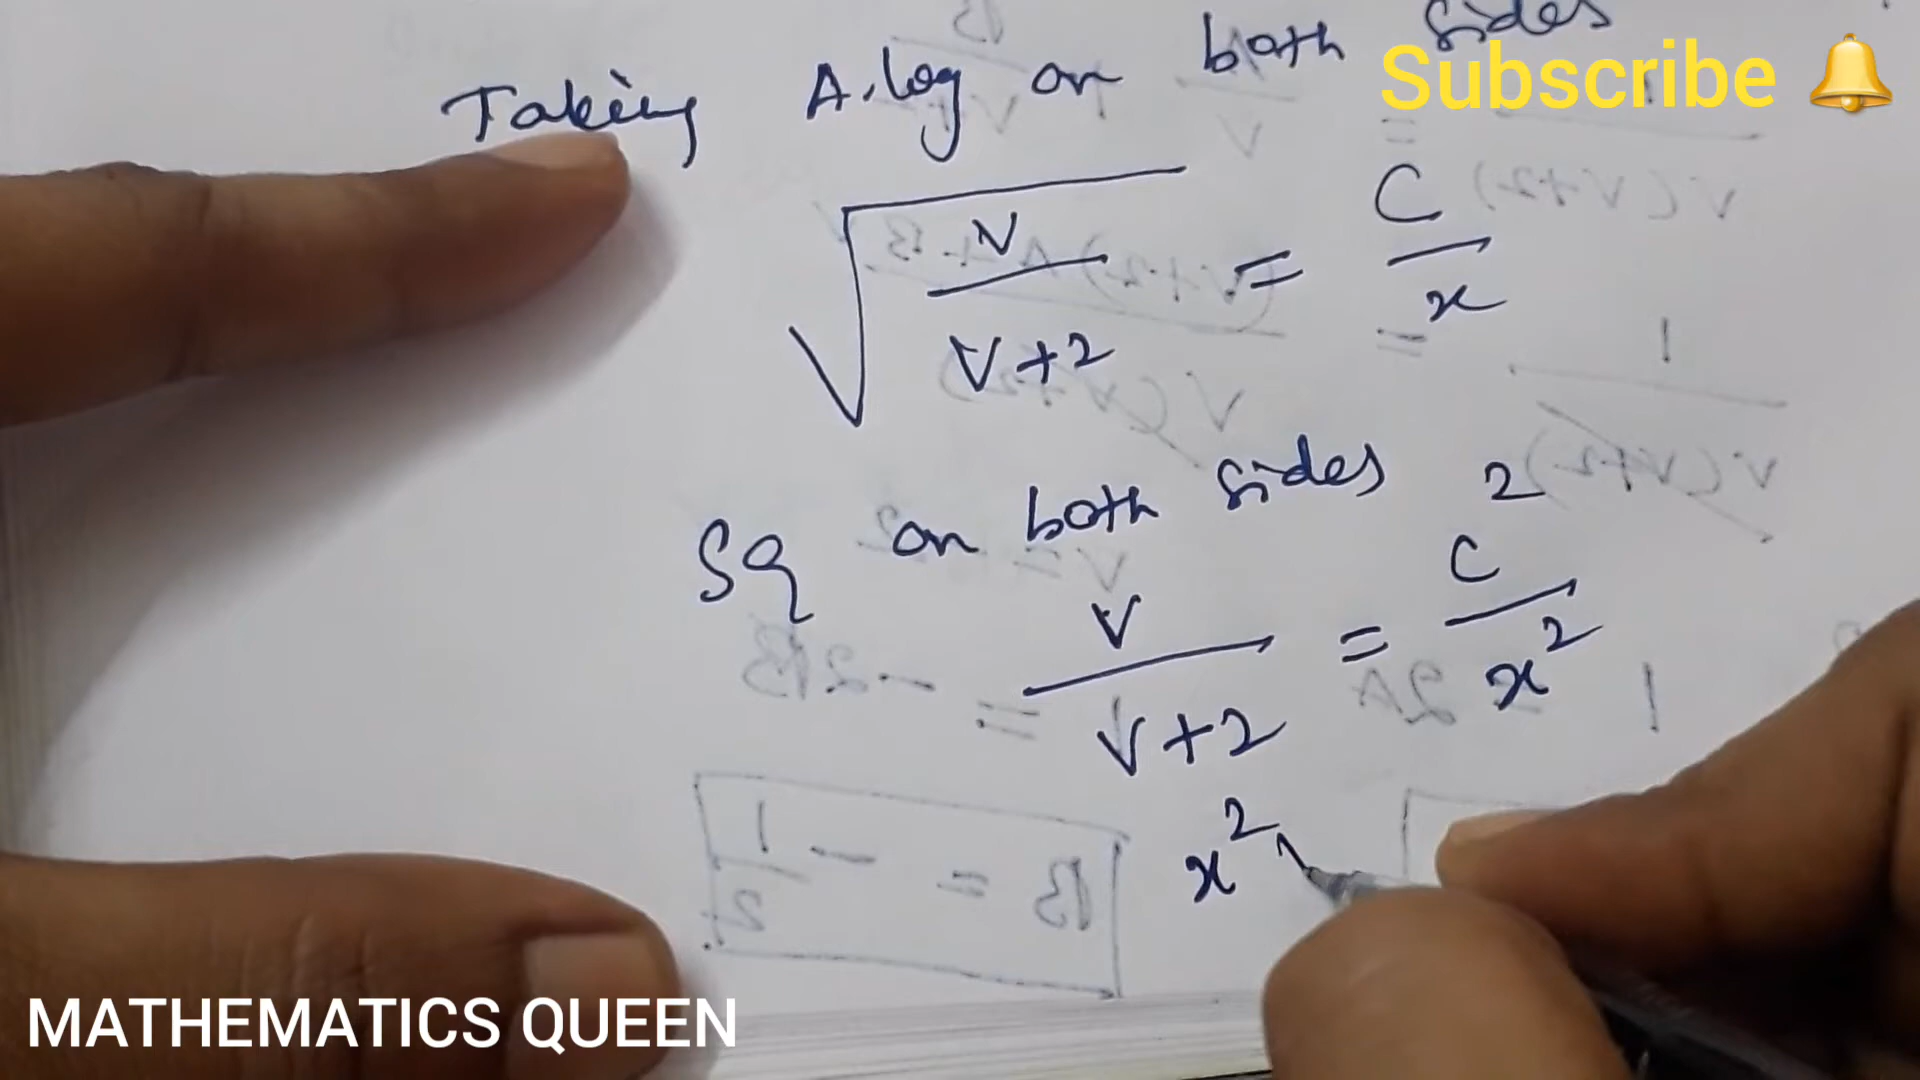 Taking A.log on both sides
Subscribe
√(V/(V+2)) = C/x
SQ on both sides
V/(V+2) = C²/x²
x²
MATHEMATICS QUEEN